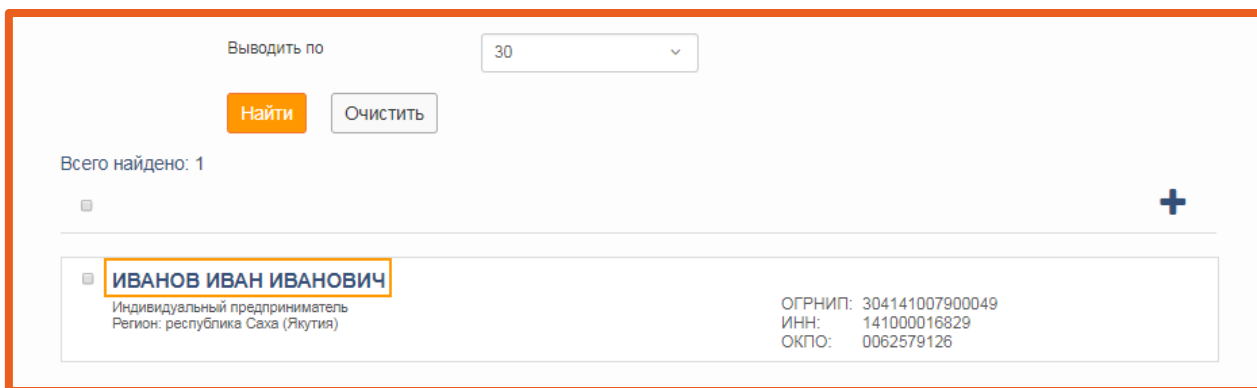 Выводить по
30
Найти
Очистить
Всего найдено: 1
ИВАНОВ ИВАН ИВАНОВИЧ
Индивидуальный предприниматель
Регион: республика Саха (Якутия)
ОГРНИП: 304141007900049
ИНН: 141000016829
ОКПО: 0062579126